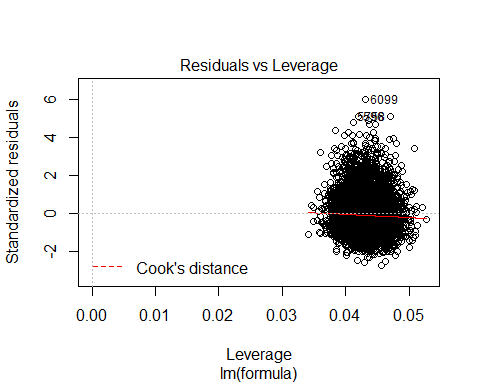 Residuals vs Leverage
Standardized residuals
6
4
2
0
-2
6099
Cook's distance
0.00 0.01 0.02 0.03 0.04 0.05
Leverage
lm(formula)